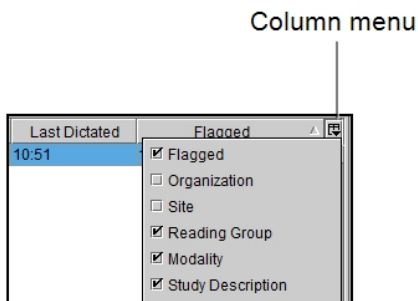 Column menu
Last Dictated Flagged
10:51
Flagged
Organization
Site
Reading Group
Modality
Study Description